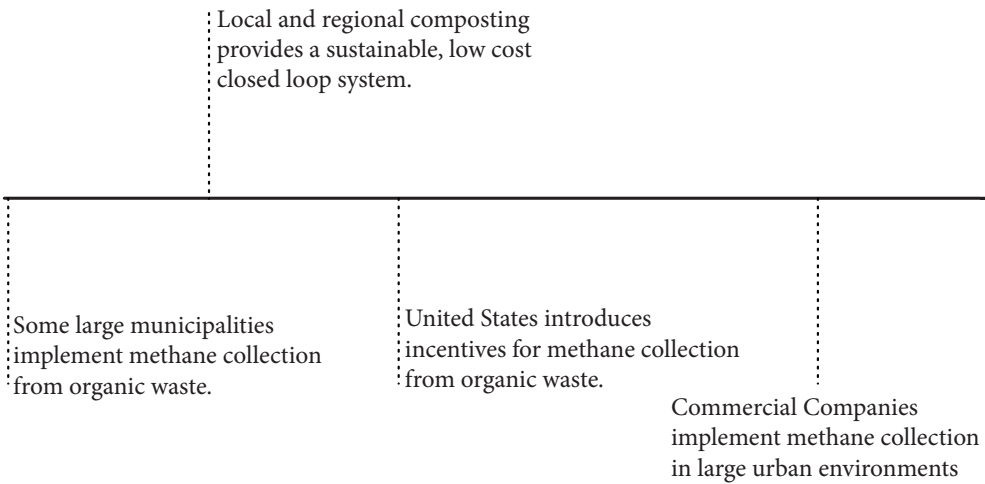 Local and regional composting
provides a sustainable, low cost
closed loop system.
Some large municipalities
implement methane collection
from organic waste.
United States introduces
incentives for methane collection
from organic waste.
Commercial Companies
implement methane collection
in large urban environments